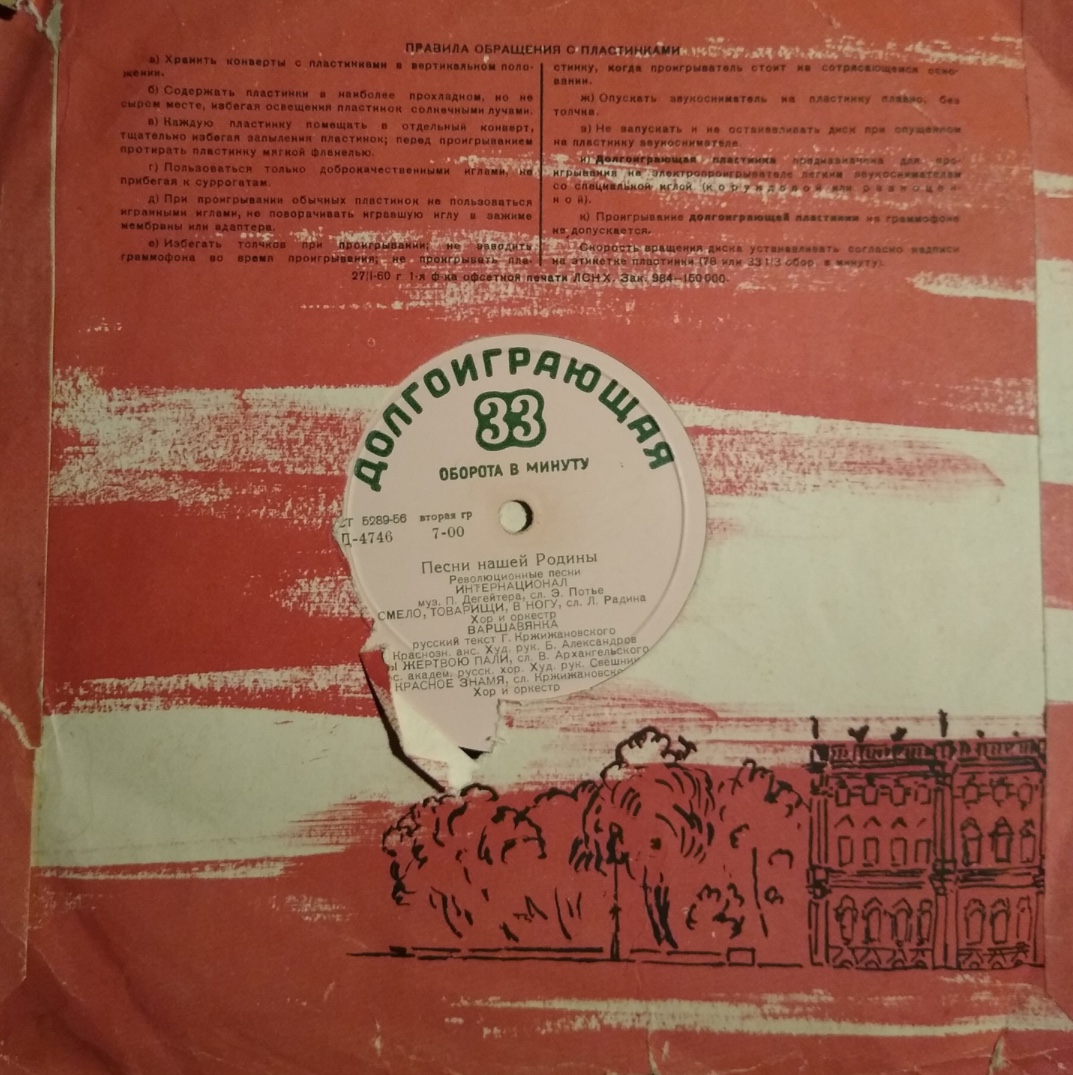 ПРАВИЛА ОБРАЩЕНИЯ С ПЛАСТИНКАМИ
а) Хранить конверты с пластинками в вертикальном поло-
жении.
б) Содержать пластинки в наиболее прохладном, но не
сыром месте, избегая освещения пластинок солнечными лучами.
в) Каждую пластинку помещать в отдельный конверт,
тщательно избегая запыления пластинок; перед проигрыванием
протирать пластинку мягкой фланелью.
г) Пользоваться только доброкачественными иглами, не
прибегая к суррогатам.
д) При проигрывании обычных пластинок не пользоваться
игранными иглами, не поворачивать игравшую иглу в зажиме
мембраны или адаптера.
е) Избегать толчков при проигрывании; не заводить
граммофона во время проигрывания; не проигрывать пла-
стинку, когда проигрыватель стоит на сотрясающемся осно-
вании.
ж) Опускать звукосниматель на пластинку плавно, без
толчка.
з) Не запускать и не останавливать диск при опущенном
на пластинку звукоснимателе.
и) Долгоиграющая пластинка предназначена для про-
игрывания на электропроигрывателе легким звукоснимателем
со специальной иглой (корундовой или равноцен-
ной).
к) Проигрывание долгоиграющей пластинки на граммофоне
не допускается.
Скорость вращения диска устанавливать согласно надписи
на этикетке пластинки (78 или 33 1/3 обор. в минуту).
27/I-60 г. 1-я ф-ка офсетной печати ЛСНХ. Зак. 984—150 000.
ДОЛГОИГРАЮЩАЯ
33
ОБОРОТА В МИНУТУ
СТ 5289-56 вторая гр
Д-4746 7-00
Песни нашей Родины
Революционные песни
ИНТЕРНАЦИОНАЛ
муз. П. Дегейтера, сл. Э. Потье
СМЕЛО, ТОВАРИЩИ, В НОГУ, сл. Л. Радина
Хор и оркестр
ВАРШАВЯНКА
русский текст Г. Кржижановского
Краснозн. анс. Худ. рук. Б. Александров
Ы ЖЕРТВОЮ ПАЛИ, сл. В. Архангельского
с. академ. русск. хор. Худ. рук. Свешник
КРАСНОЕ ЗНАМЯ, сл. Кржижановско
Хор и оркестр